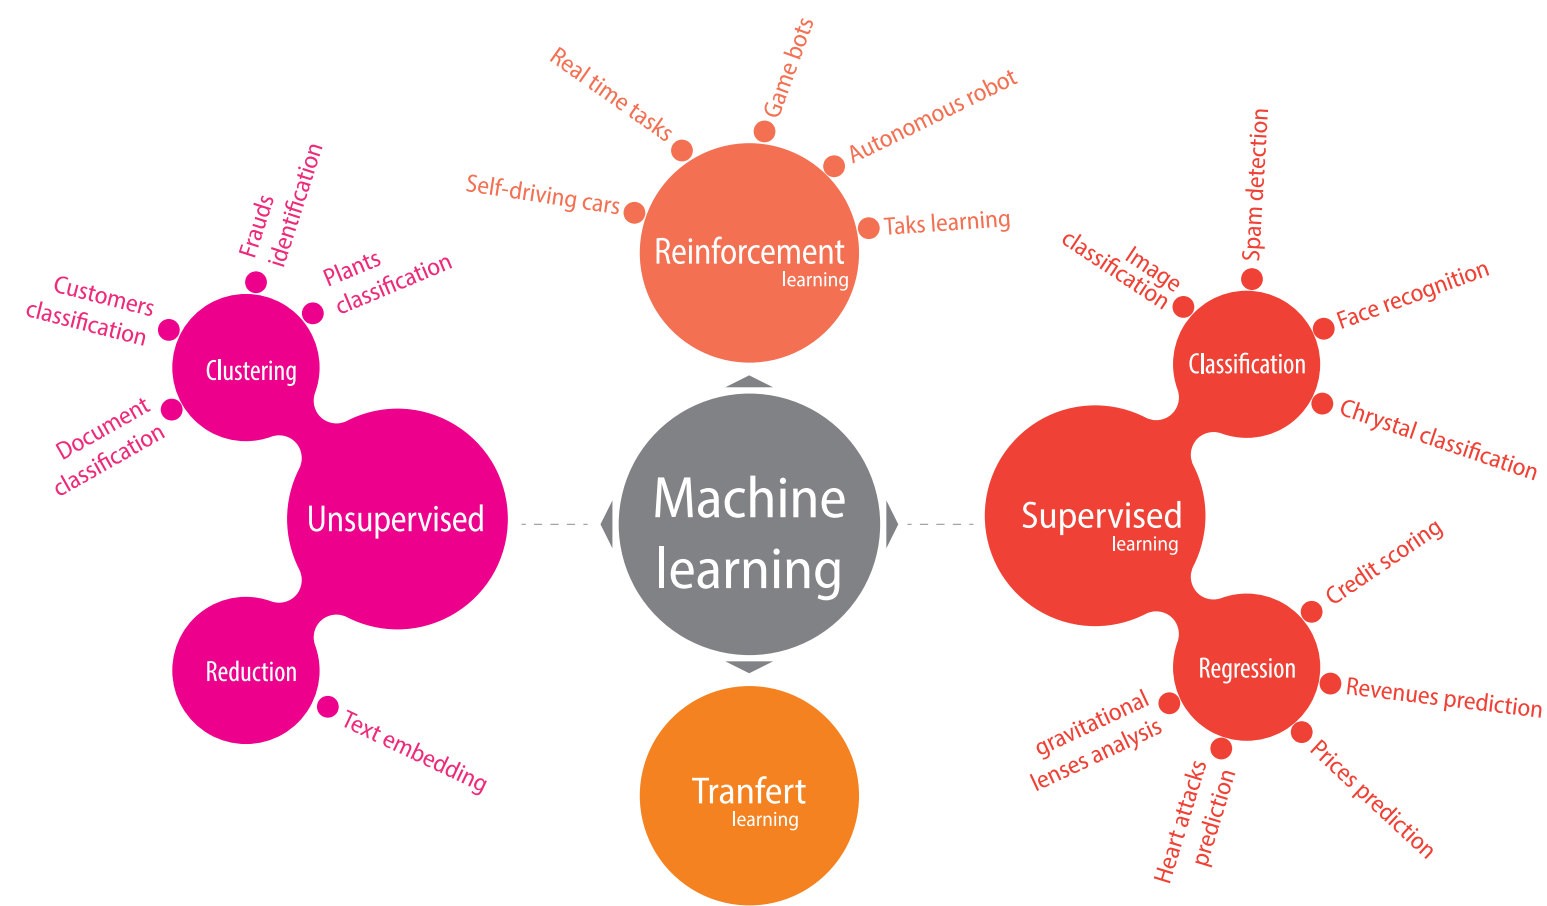 Machine
learning
Reinforcement
learning
Self-driving cars
Real time tasks
Game bots
Autonomous robot
Taks learning
Unsupervised
Clustering
Document
classification
Customers
classification
Frauds
identification
Plants
classification
Reduction
Text embedding
Supervised
learning
Classification
Image
classification
Spam detection
Face recognition
Chrystal classification
Regression
Credit scoring
Revenues prediction
Prices prediction
Heart attacks
prediction
gravitational
lenses analysis
Tranfert
learning